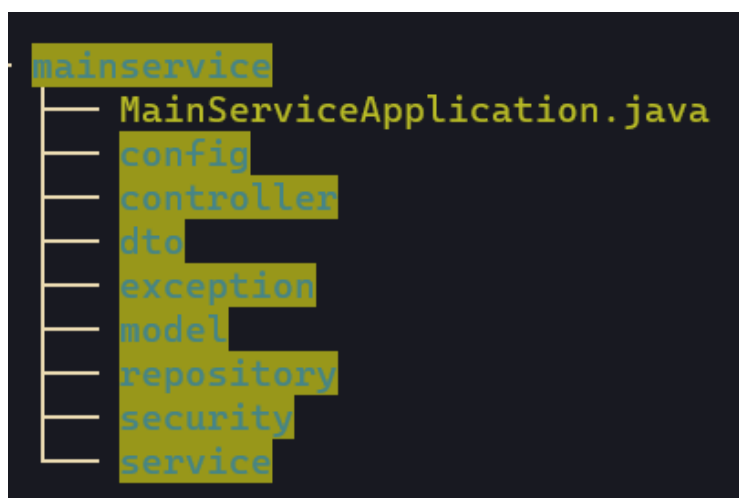 mainservice
MainServiceApplication.java
config
controller
dto
exception
model
repository
security
service